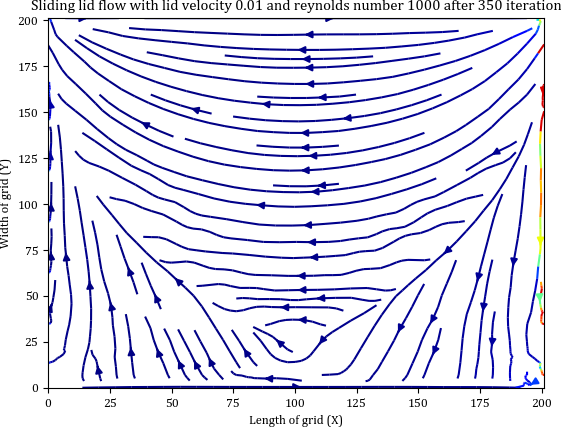 Sliding lid flow with lid velocity 0.01 and reynolds number 1000 after 350 iteration
200
175
150
125
100
75
50
25
0
Width of grid (Y)
0 25 50 75 100 125 150 175 200
Length of grid (X)